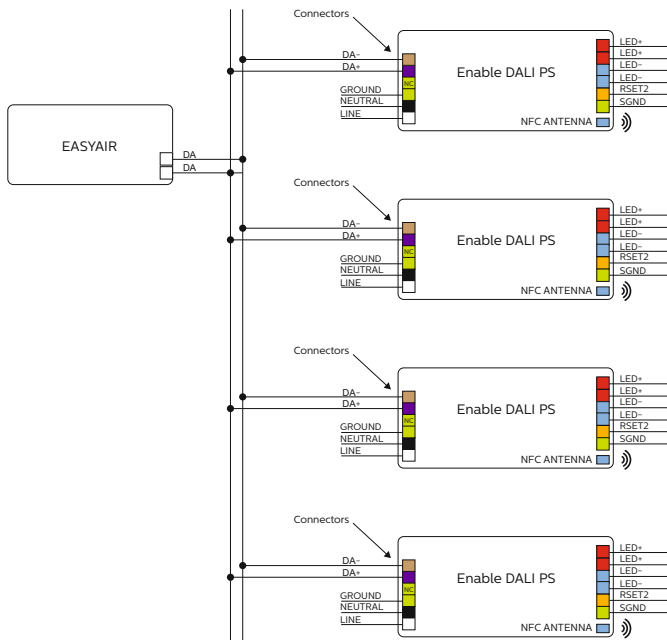 Connectors
DA-
DA+
NC
GROUND
NEUTRAL
LINE
Enable DALI PS
NFC ANTENNA
LED+
LED+
LED-
LED-
RSET2
SGND
EASYAIR
DA
DA
Connectors
DA-
DA+
NC
GROUND
NEUTRAL
LINE
Enable DALI PS
NFC ANTENNA
LED+
LED+
LED-
LED-
RSET2
SGND
Connectors
DA-
DA+
NC
GROUND
NEUTRAL
LINE
Enable DALI PS
NFC ANTENNA
LED+
LED+
LED-
LED-
RSET2
SGND
Connectors
DA-
DA+
NC
GROUND
NEUTRAL
LINE
Enable DALI PS
NFC ANTENNA
LED+
LED+
LED-
LED-
RSET2
SGND